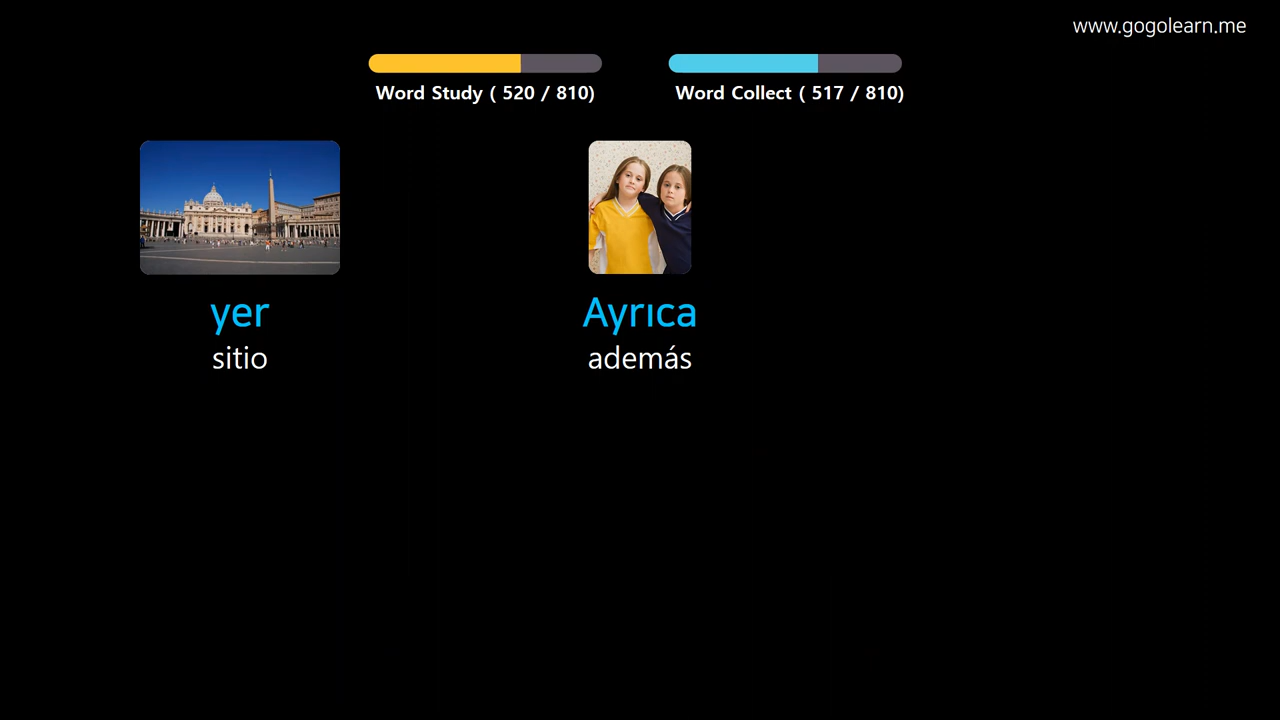 www.gogolearn.me
Word Study ( 520 / 810)
Word Collect ( 517 / 810)
yer
sitio
Ayrıca
además